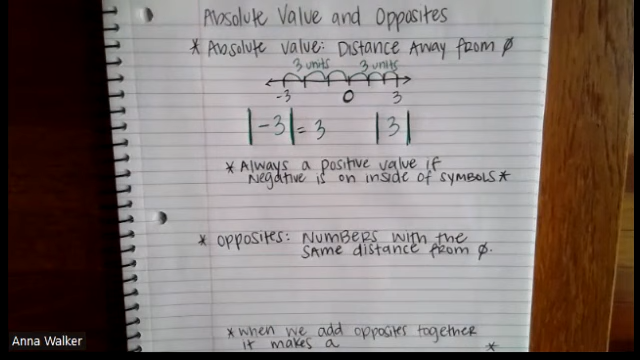 Absolute Value and Opposites
* Absolute Value: Distance Away from Ø
3 units 3 units
-3 0 3
|-3| = 3 |3|
* Always a positive value if
Negative is on inside of symbols *
* Opposites: Numbers with the
same distance from Ø.
* when we add opposites together
it makes a *
Anna Walker